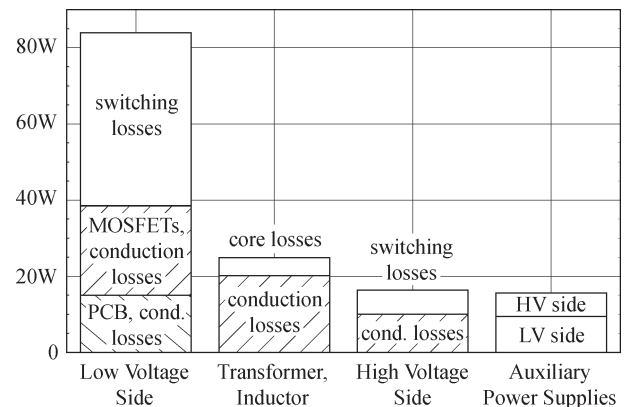 80W
60W
40W
20W
0
switching
losses
MOSFETs,
conduction
losses
PCB, cond.
losses
core losses
conduction
losses
switching
losses
cond. losses
HV side
LV side
Low Voltage
Side
Transformer,
Inductor
High Voltage
Side
Auxiliary
Power Supplies